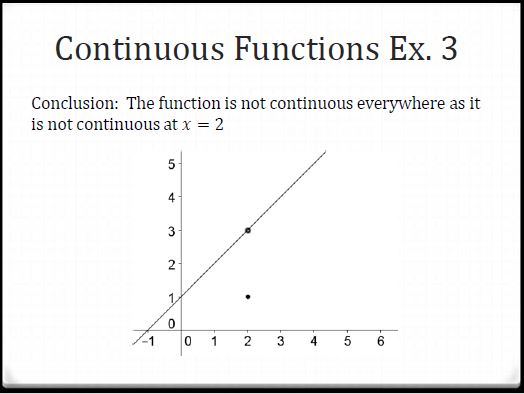 Continuous Functions Ex. 3
Conclusion: The function is not continuous everywhere as it
is not continuous at x = 2
5
4
3
2
1
0
-1 0 1 2 3 4 5 6